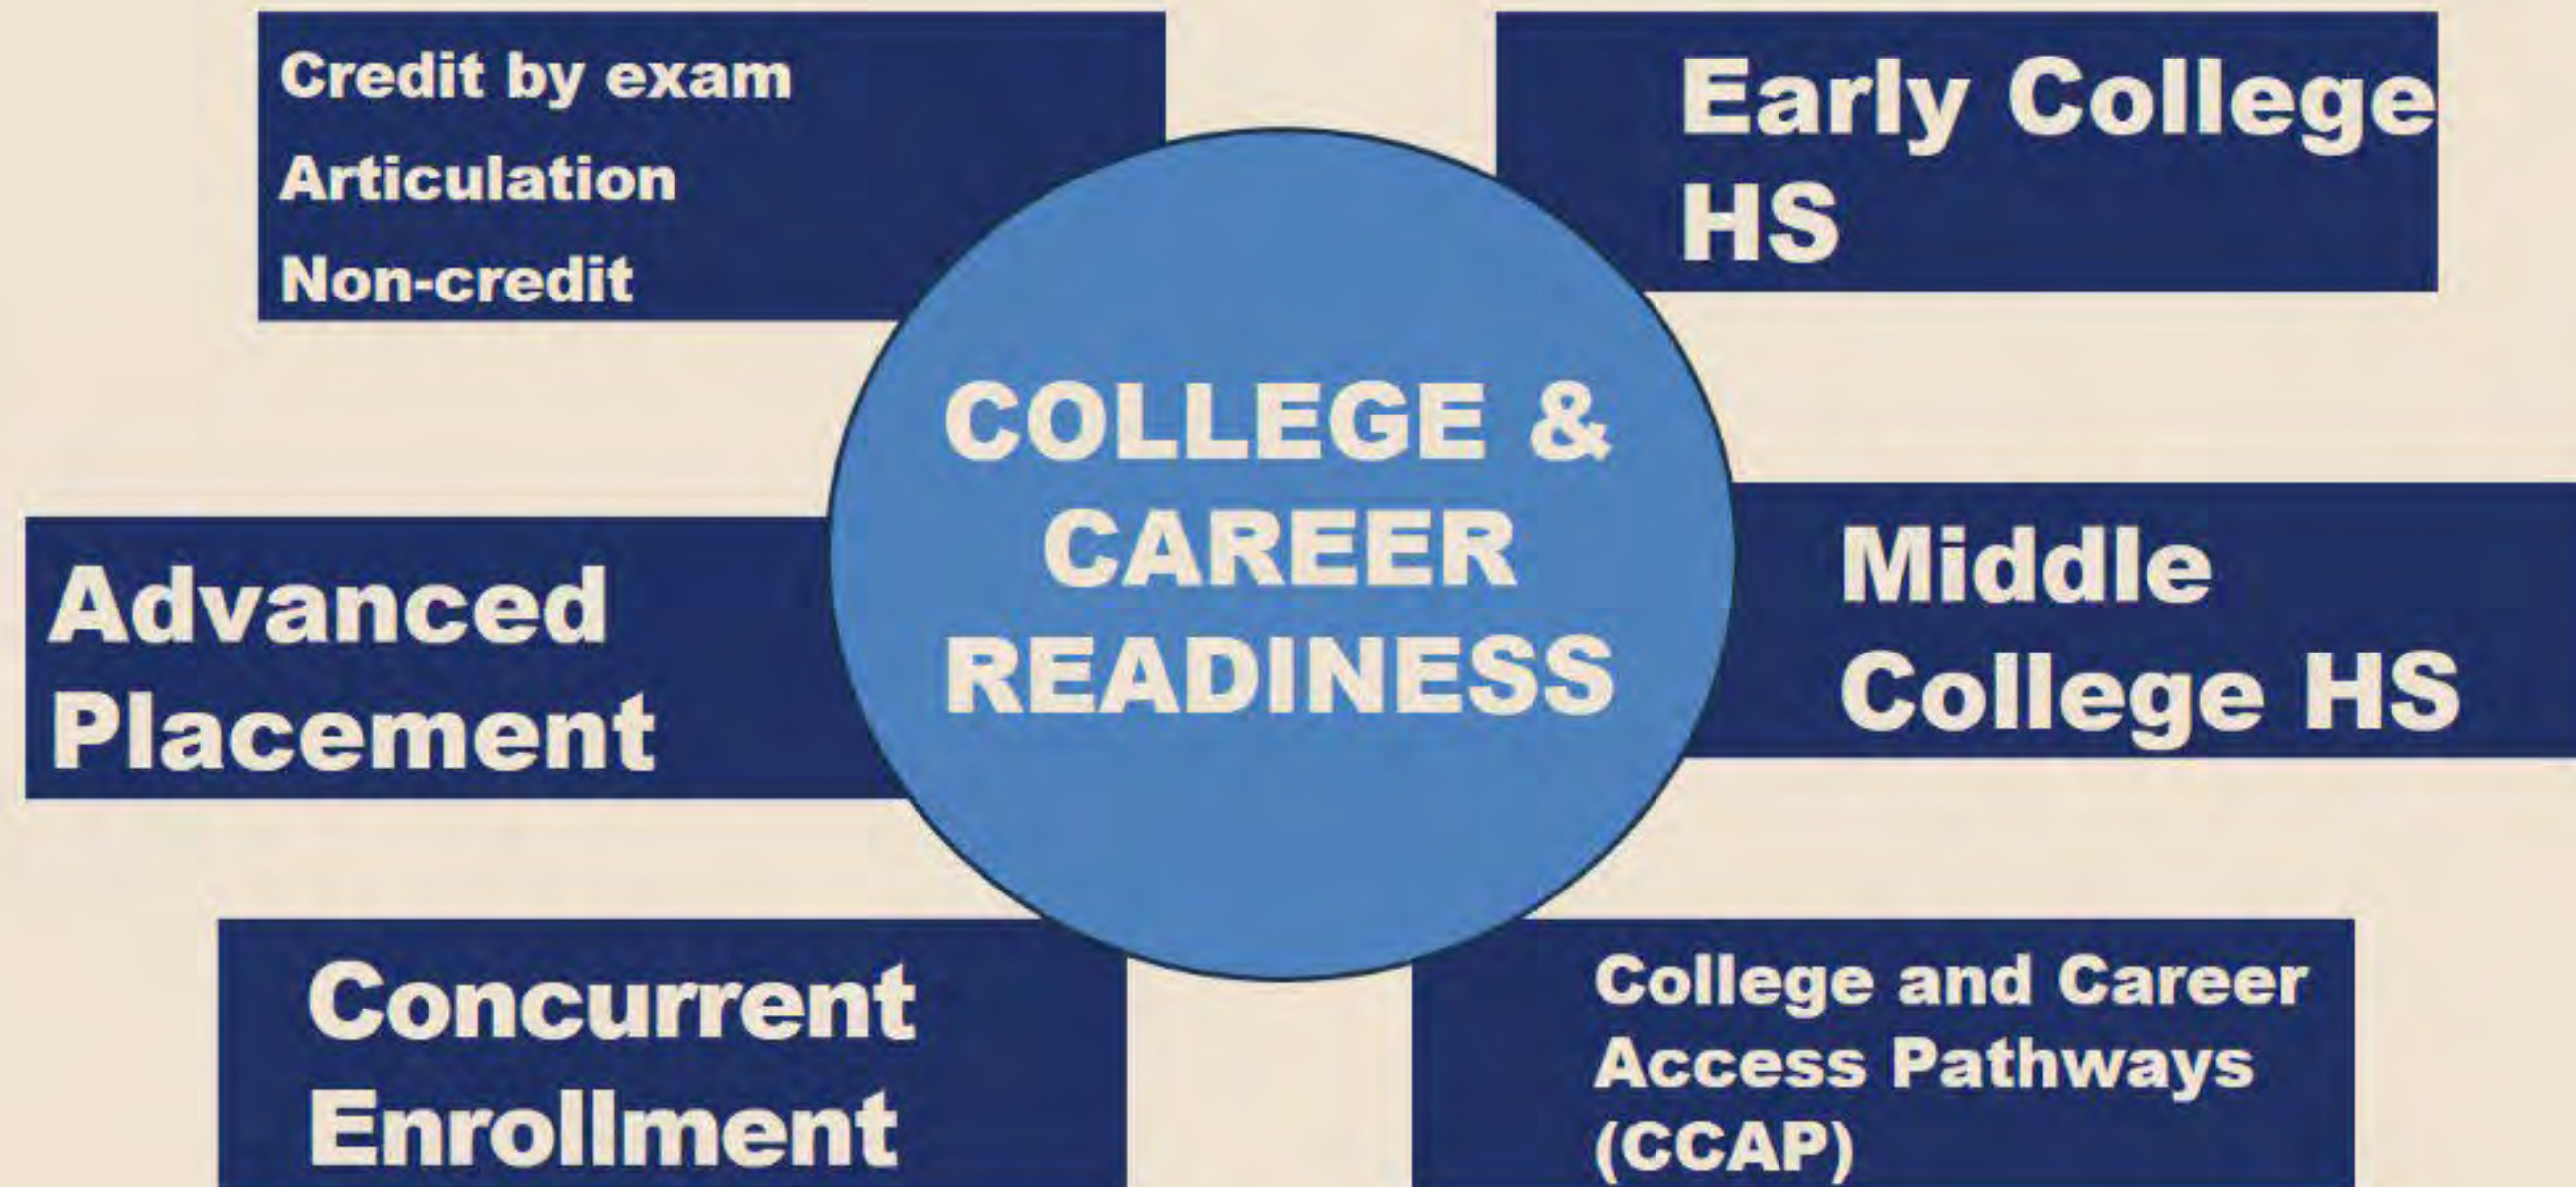 Credit by exam
Articulation
Non-credit
Early College
HS
COLLEGE &
CAREER
READINESS
Advanced
Placement
Middle
College HS
Concurrent
Enrollment
College and Career
Access Pathways
(CCAP)